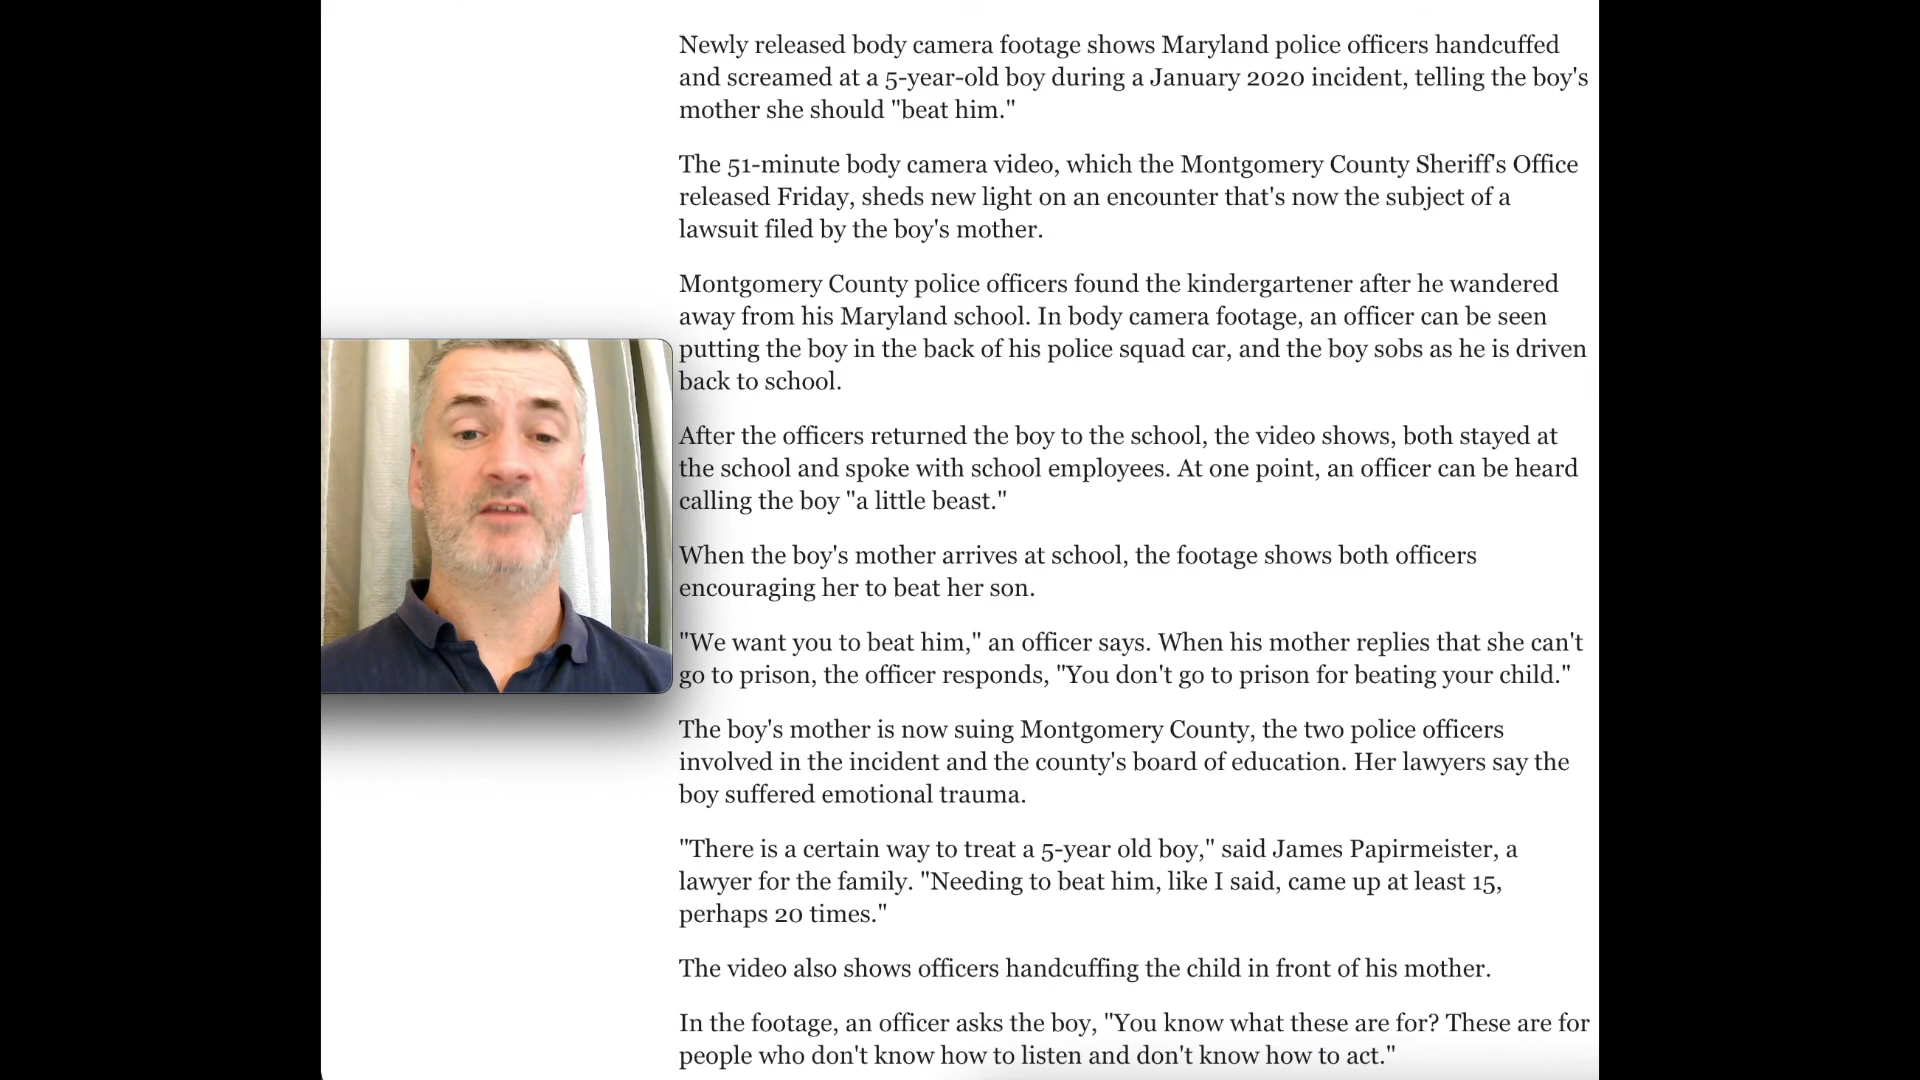 Newly released body camera footage shows Maryland police officers handcuffed
and screamed at a 5-year-old boy during a January 2020 incident, telling the boy's
mother she should "beat him."
The 51-minute body camera video, which the Montgomery County Sheriff's Office
released Friday, sheds new light on an encounter that's now the subject of a
lawsuit filed by the boy's mother.
Montgomery County police officers found the kindergartener after he wandered
away from his Maryland school. In body camera footage, an officer can be seen
putting the boy in the back of his police squad car, and the boy sobs as he is driven
back to school.
After the officers returned the boy to the school, the video shows, both stayed at
the school and spoke with school employees. At one point, an officer can be heard
calling the boy "a little beast."
When the boy's mother arrives at school, the footage shows both officers
encouraging her to beat her son.
"We want you to beat him," an officer says. When his mother replies that she can't
go to prison, the officer responds, "You don't go to prison for beating your child."
The boy's mother is now suing Montgomery County, the two police officers
involved in the incident and the county's board of education. Her lawyers say the
boy suffered emotional trauma.
"There is a certain way to treat a 5-year old boy," said James Papirmeister, a
lawyer for the family. "Needing to beat him, like I said, came up at least 15,
perhaps 20 times."
The video also shows officers handcuffing the child in front of his mother.
In the footage, an officer asks the boy, "You know what these are for? These are for
people who don't know how to listen and don't know how to act."